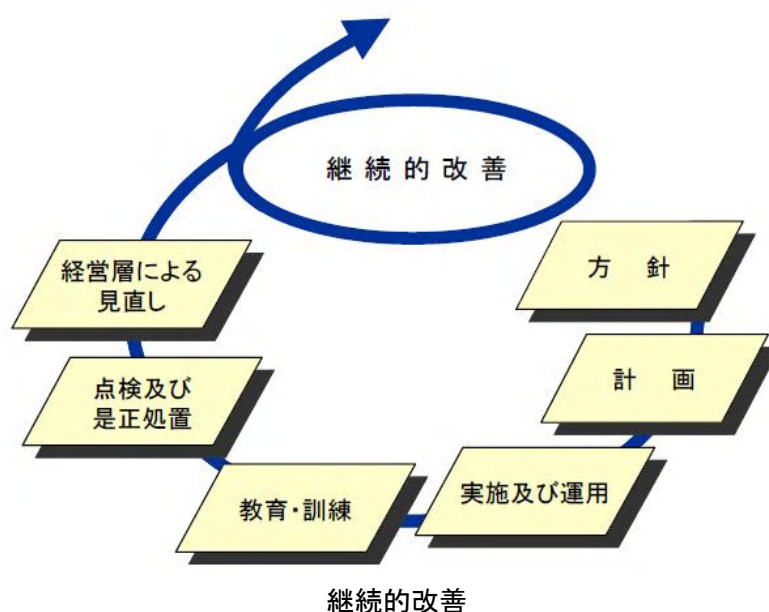 継続的改善
方 針
計 画
実施及び運用
教育・訓練
点検及び
是正処置
経営層による
見直し
継続的改善